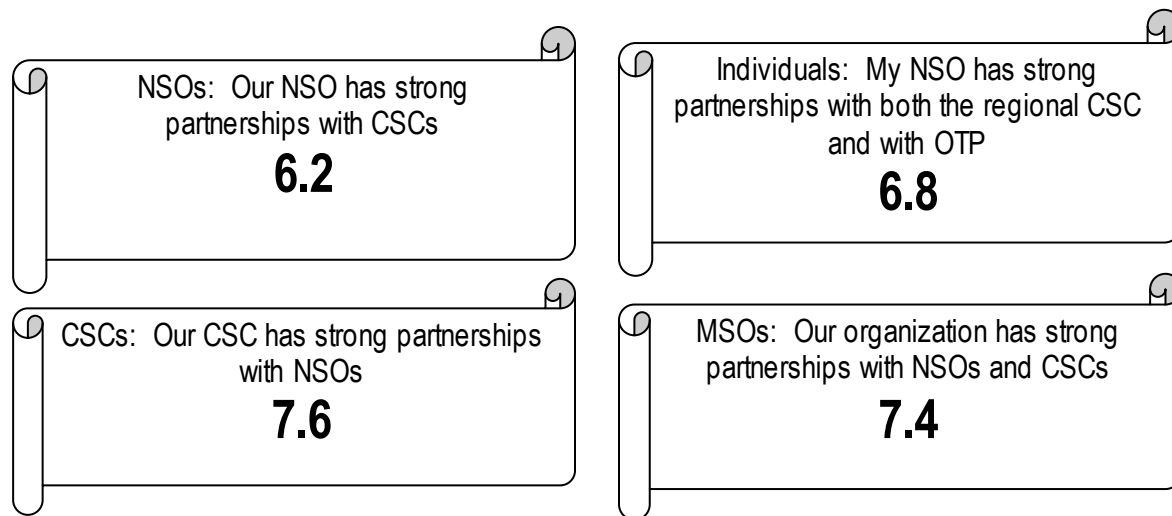 NSOs: Our NSO has strong
partnerships with CSCs
6.2
Individuals: My NSO has strong
partnerships with both the regional CSC
and with OTP
6.8
CSCs: Our CSC has strong partnerships
with NSOs
7.6
MSOs: Our organization has strong
partnerships with NSOs and CSCs
7.4